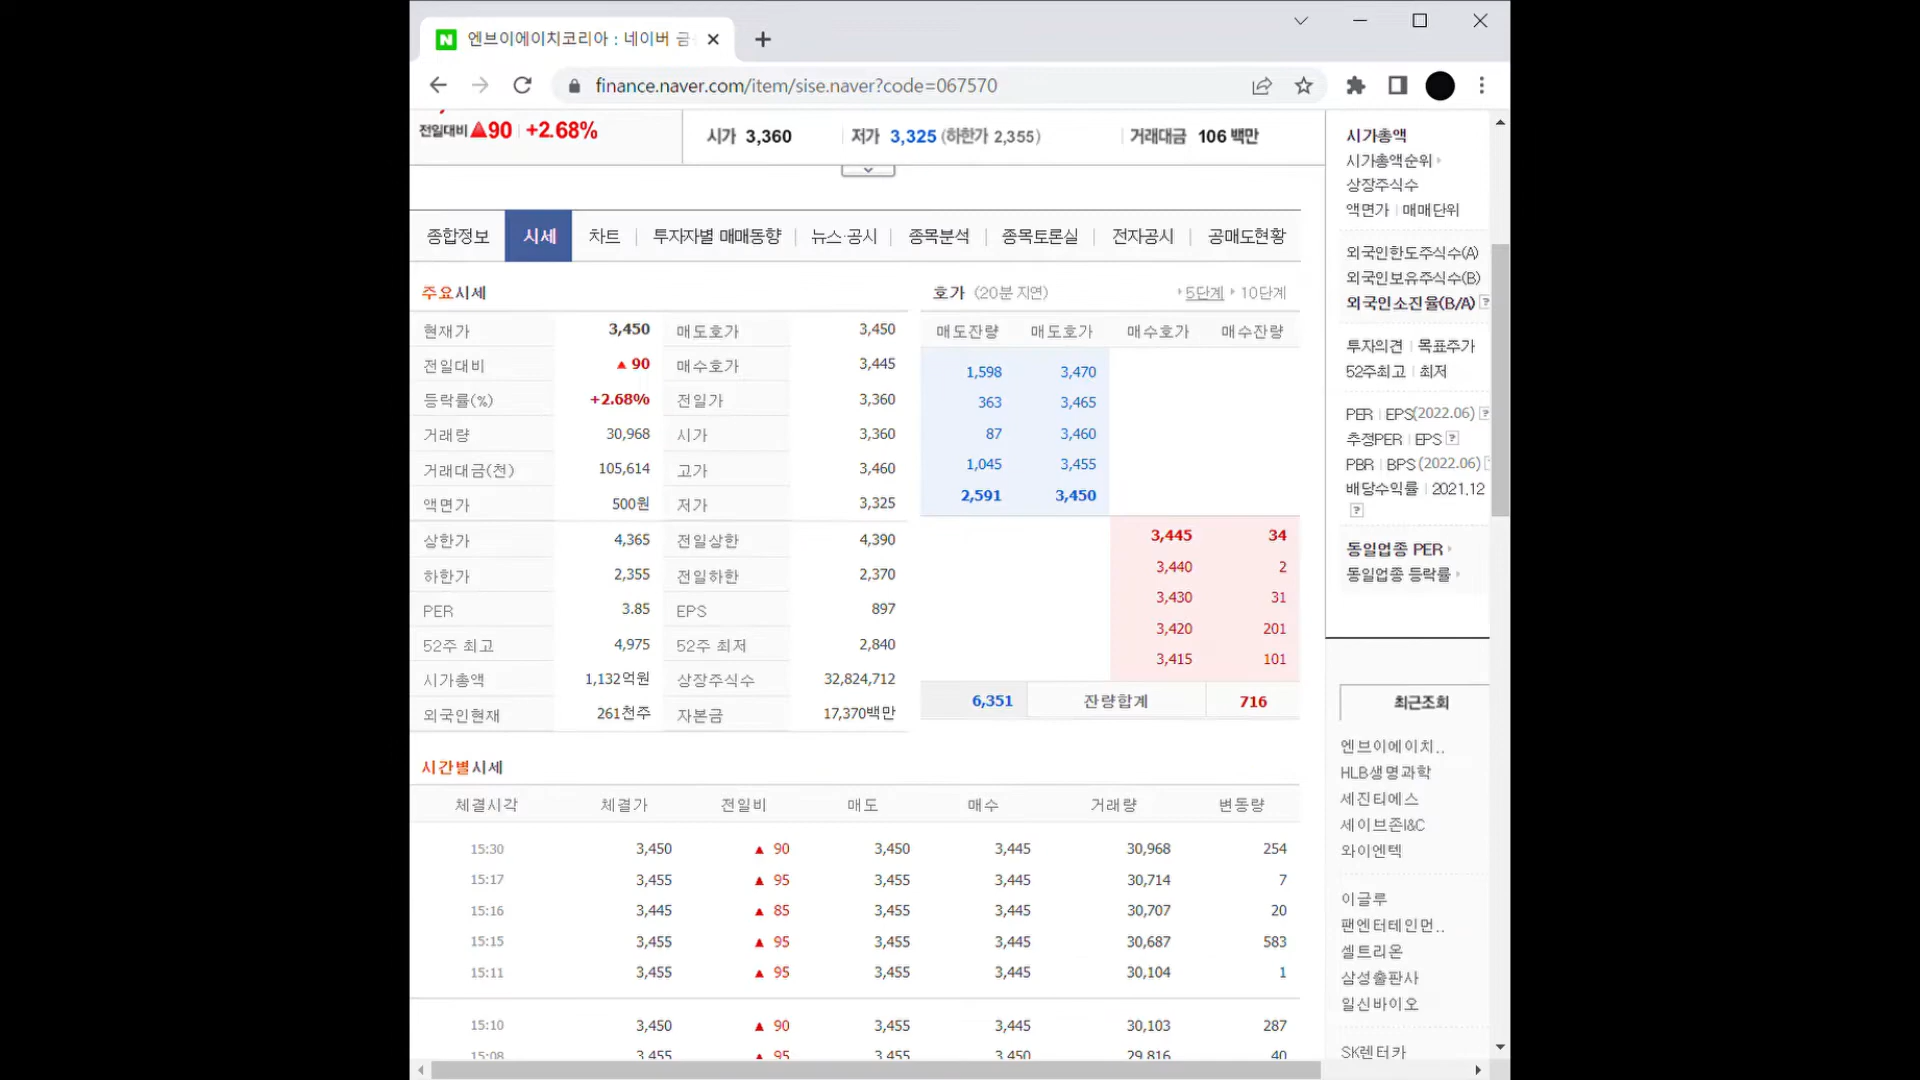 엔브이에이치코리아 : 네이버 금
finance.naver.com/item/sise.naver?code=067570
전일대비 ▲90 | +2.68%
시가 3,360 저가 3,325 (하한가 2,355) 거래대금 106 백만
종합정보 시세 차트 투자자별 매매동향 뉴스·공시 종목분석 종목토론실 전자공시 공매도현황
주요시세
현재가 3,450 매도호가 3,450
전일대비 ▲ 90 매수호가 3,445
등락률(%) +2.68% 전일가 3,360
거래량 30,968 시가 3,360
거래대금(천) 105,614 고가 3,460
액면가 500원 저가 3,325
상한가 4,365 전일상한 4,390
하한가 2,355 전일하한 2,370
PER 3.85 EPS 897
52주 최고 4,975 52주 최저 2,840
시가총액 1,132억원 상장주식수 32,824,712
외국인현재 261천주 자본금 17,370백만
호가 (20분 지연) 5단계 10단계
매도잔량 매도호가 매수호가 매수잔량
1,598 3,470
363 3,465
87 3,460
1,045 3,455
2,591 3,450
3,445 34
3,440 2
3,430 31
3,420 201
3,415 101
6,351 잔량합계 716
시간별시세
체결시각 체결가 전일비 매도 매수 거래량 변동량
15:30 3,450 ▲ 90 3,450 3,445 30,968 254
15:17 3,455 ▲ 95 3,455 3,445 30,714 7
15:16 3,445 ▲ 85 3,455 3,445 30,707 20
15:15 3,455 ▲ 95 3,455 3,445 30,687 583
15:11 3,455 ▲ 95 3,455 3,445 30,104 1
15:10 3,450 ▲ 90 3,455 3,445 30,103 287
15:08 3,455 ▲ 95 3,455 3,450 29,816 40
시가총액
시가총액순위
상장주식수
액면가 | 매매단위
외국인한도주식수(A)
외국인보유주식수(B)
외국인소진율(B/A) ?
투자의견 | 목표주가
52주최고 | 최저
PER | EPS(2022.06) ?
추정PER | EPS ?
PBR | BPS (2022.06)
배당수익률 | 2021.12
?
동일업종 PER
동일업종 등락률
최근조회
엔브이에이치..
HLB생명과학
세진티에스
세이브존I&C
와이엔텍
이글루
팬엔터테인먼..
셀트리온
삼성출판사
일신바이오
SK렌터카